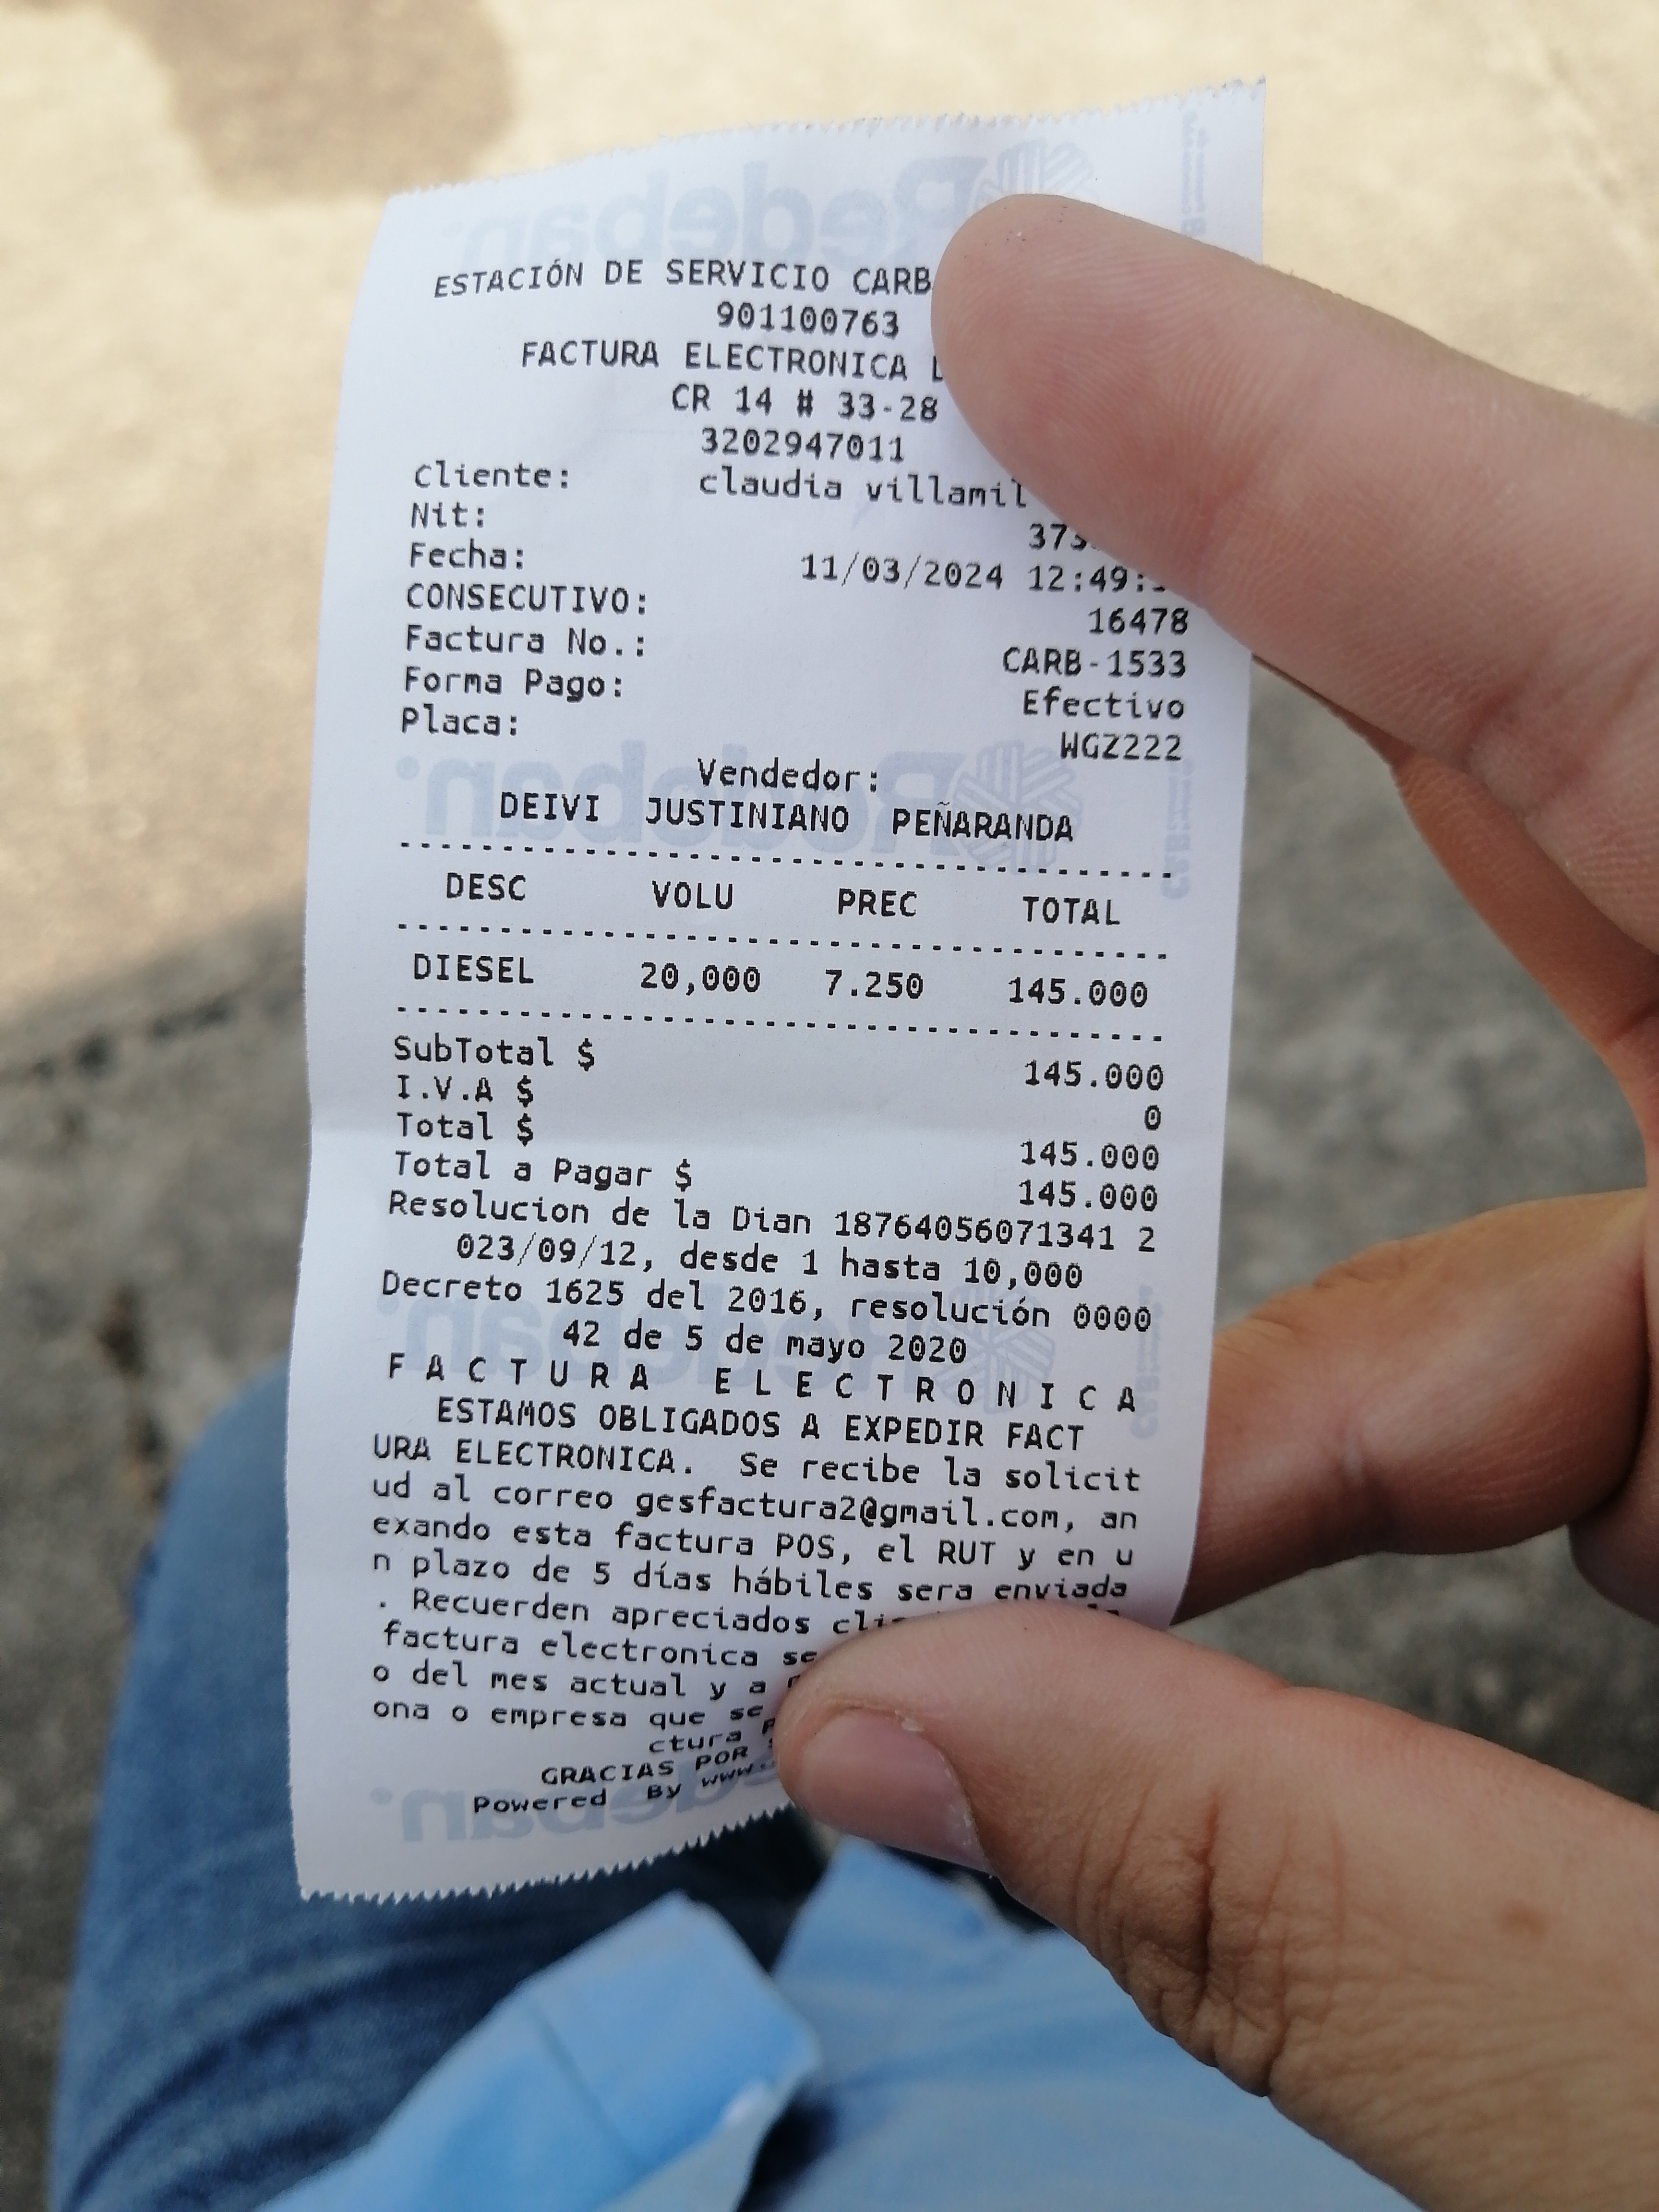 ESTACIÓN DE SERVICIO
901100763
FACTURA ELECTRONICA
CR 14 # 33-28
3202947011
Cliente: claudia villamil
Nit:
Fecha: 11/03/2024
CONSECUTIVO: 16478
Factura No.: CARB-1533
Forma Pago: Efectivo
Placa: WGZ222
Vendedor:
DEIVI JUSTINIANO PEÑARANDA
DESC VOLU PREC TOTAL
DIESEL 20,000 7.250 145.000
SubTotal $ 145.000
I.V.A $ 0
Total $ 145.000
Total a Pagar $ 145.000
Resolucion de la Dian 18764056071341 2
023/09/12, desde 1 hasta 10,000
Decreto 1625 del 2016, resolución 0000
42 de 5 de mayo 2020
F A C T U R A E L E C T R O N I C A
ESTAMOS OBLIGADOS A EXPEDIR FACT
URA ELECTRONICA. Se recibe la solicit
ud al correo gesfactura2@gmail.com, an
exando esta factura POS, el RUT y en u
n plazo de 5 días hábiles sera enviada
. Recuerden apreciados
factura electronica
o del mes actual y a
ona o empresa que se
ctura
GRACIAS POR
Powered By